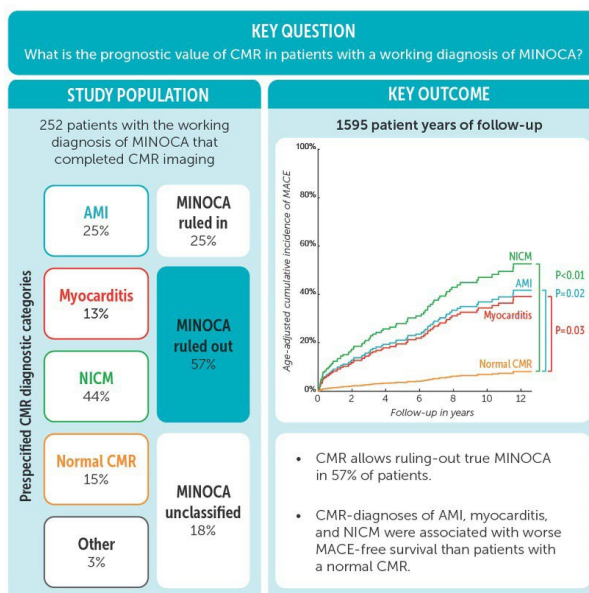 KEY QUESTION
What is the prognostic value of CMR in patients with a working diagnosis of MINOCA?
STUDY POPULATION
252 patients with the working
diagnosis of MINOCA that
completed CMR imaging
Prespecified CMR diagnostic categories
AMI
25%
MINOCA
ruled in
25%
Myocarditis
13%
NICM
44%
MINOCA
ruled out
57%
Normal CMR
15%
Other
3%
MINOCA
unclassified
18%
KEY OUTCOME
1595 patient years of follow-up
Age-adjusted cumulative incidence of MACE
100%
80%
60%
40%
20%
0%
0
2
4
6
8
10
12
Follow-up in years
NICM
AMI
Myocarditis
Normal CMR
P<0.01
P=0.02
P=0.03
• CMR allows ruling-out true MINOCA
in 57% of patients.
• CMR-diagnoses of AMI, myocarditis,
and NICM were associated with worse
MACE-free survival than patients with
a normal CMR.